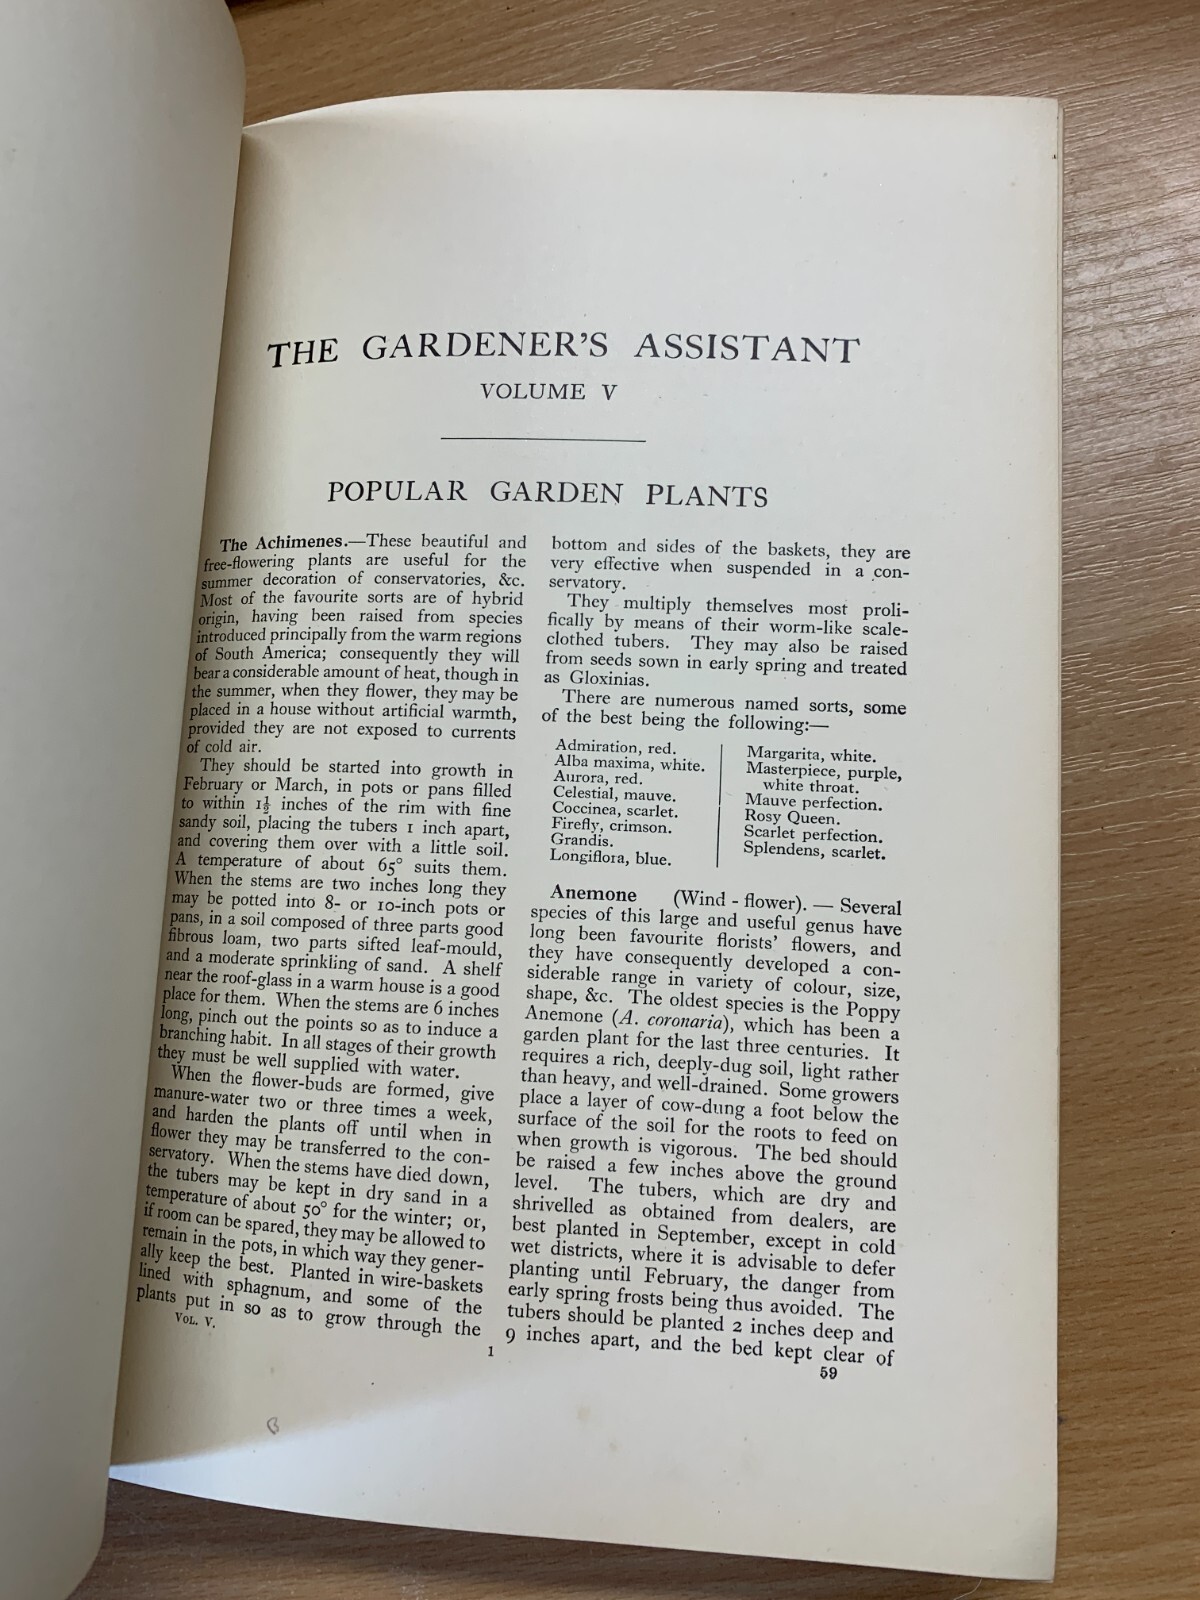 THE GARDENER'S ASSISTANT
VOLUME V
POPULAR GARDEN PLANTS
The Achimenes.—These beautiful and
free-flowering plants are useful for the
summer decoration of conservatories, &c.
Most of the favourite sorts are of hybrid
origin, having been raised from species
introduced principally from the warm regions
of South America; consequently they will
bear a considerable amount of heat, though in
the summer, when they flower, they may be
placed in a house without artificial warmth,
provided they are not exposed to currents
of cold air.
They should be started into growth in
February or March, in pots or pans filled
to within 1½ inches of the rim with fine
sandy soil, placing the tubers 1 inch apart,
and covering them over with a little soil.
A temperature of about 65° suits them.
When the stems are two inches long they
may be potted into 8- or 10-inch pots or
pans, in a soil composed of three parts good
fibrous loam, two parts sifted leaf-mould,
and a moderate sprinkling of sand. A shelf
near the roof-glass in a warm house is a good
place for them. When the stems are 6 inches
long, pinch out the points so as to induce a
branching habit. In all stages of their growth
they must be well supplied with water.
When the flower-buds are formed, give
manure-water two or three times a week,
and harden the plants off until when in
flower they may be transferred to the con-
servatory. When the stems have died down,
the tubers may be kept in dry sand in a
temperature of about 50° for the winter; or,
if room can be spared, they may be allowed to
remain in the pots, in which way they gener-
ally keep the best. Planted in wire-baskets
lined with sphagnum, and some of the
plants put in so as to grow through the
bottom and sides of the baskets, they are
very effective when suspended in a con-
servatory.
They multiply themselves most proli-
fically by means of their worm-like scale-
clothed tubers. They may also be raised
from seeds sown in early spring and treated
as Gloxinias.
There are numerous named sorts, some
of the best being the following:—
Admiration, red.
Alba maxima, white.
Aurora, red.
Celestial, mauve.
Coccinea, scarlet.
Firefly, crimson.
Grandis.
Longiflora, blue.
Margarita, white.
Masterpiece, purple,
white throat.
Mauve perfection.
Rosy Queen.
Scarlet perfection.
Splendens, scarlet.
Anemone (Wind-flower).—Several
species of this large and useful genus have
long been favourite florists' flowers, and
they have consequently developed a con-
siderable range in variety of colour, size,
shape, &c. The oldest species is the Poppy
Anemone (A. coronaria), which has been a
garden plant for the last three centuries. It
requires a rich, deeply-dug soil, light rather
than heavy, and well-drained. Some growers
place a layer of cow-dung a foot below the
surface of the soil for the roots to feed on
when growth is vigorous. The bed should
be raised a few inches above the ground
level. The tubers, which are dry and
shrivelled as obtained from dealers, are
best planted in September, except in cold
wet districts, where it is advisable to defer
planting until February, the danger from
early spring frosts being thus avoided. The
tubers should be planted 2 inches deep and
9 inches apart, and the bed kept clear of
VOL. V.
1
59